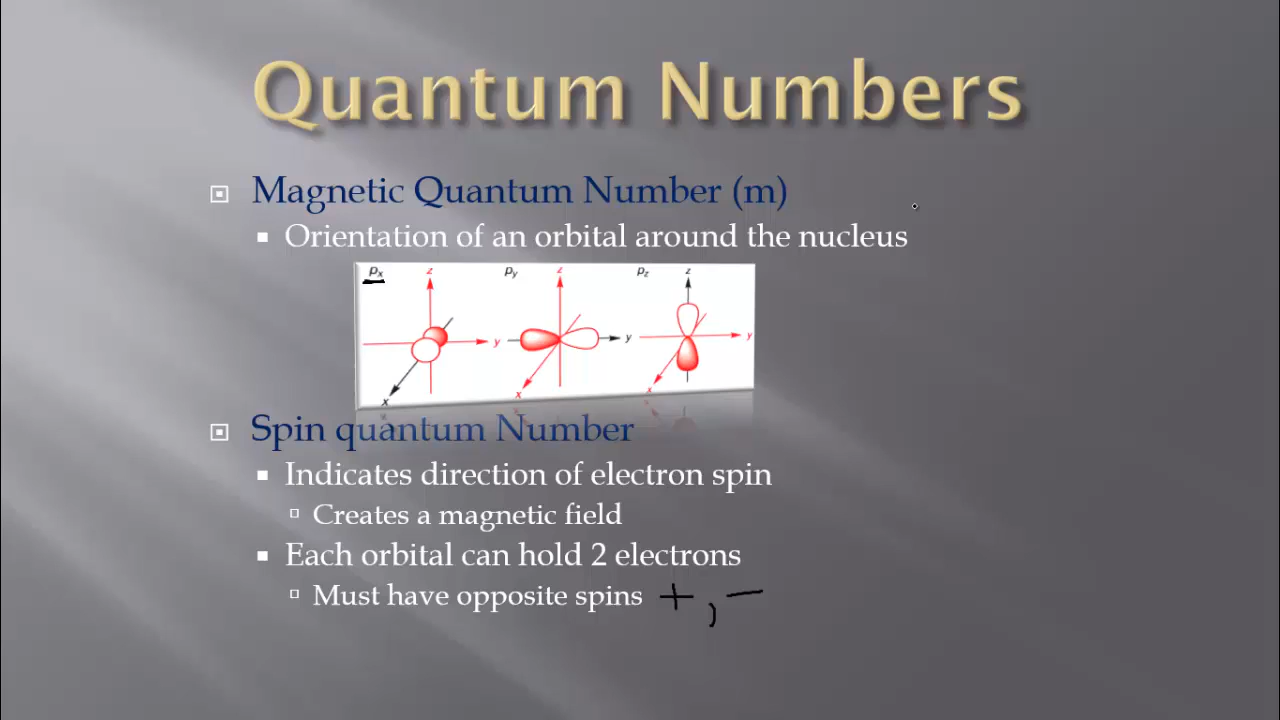 Quantum Numbers
Magnetic Quantum Number (m)
Orientation of an orbital around the nucleus
px z py z pz z
y y y
x x x
Spin quantum Number
Indicates direction of electron spin
Creates a magnetic field
Each orbital can hold 2 electrons
Must have opposite spins +, −